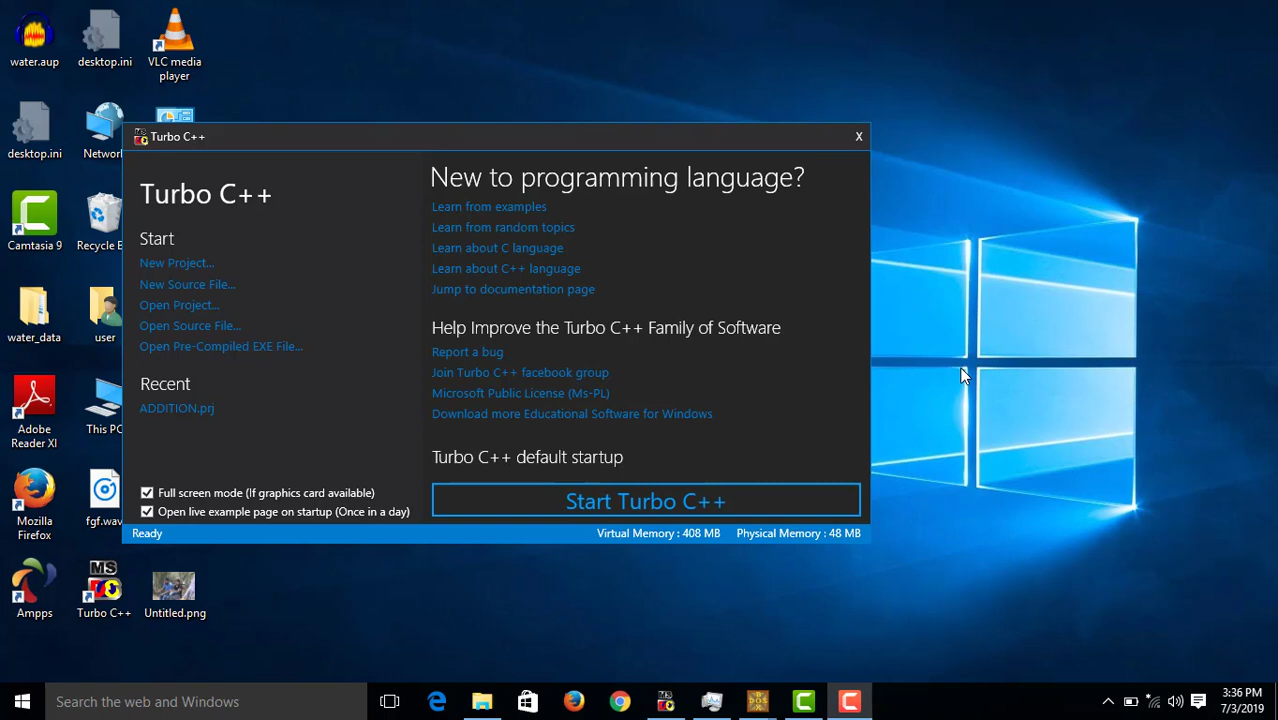 water.aup
desktop.ini
VLC media
player
desktop.ini
Network
Camtasia 9
water_data
user
Adobe
Reader XI
This PC
Mozilla
Firefox
fgf.wav
Ampps
Turbo C++
Untitled.png
Turbo C++
X
Turbo C++
Start
New Project...
New Source File...
Open Project...
Open Source File...
Open Pre-Compiled EXE File...
Recent
ADDITION.prj
Full screen mode (If graphics card available)
Open live example page on startup (Once in a day)
New to programming language?
Learn from examples
Learn from random topics
Learn about C language
Learn about C++ language
Jump to documentation page
Help Improve the Turbo C++ Family of Software
Report a bug
Join Turbo C++ facebook group
Microsoft Public License (Ms-PL)
Download more Educational Software for Windows
Turbo C++ default startup
Start Turbo C++
Ready
Virtual Memory : 408 MB
Physical Memory : 48 MB
Search the web and Windows
3:36 PM
7/3/2019